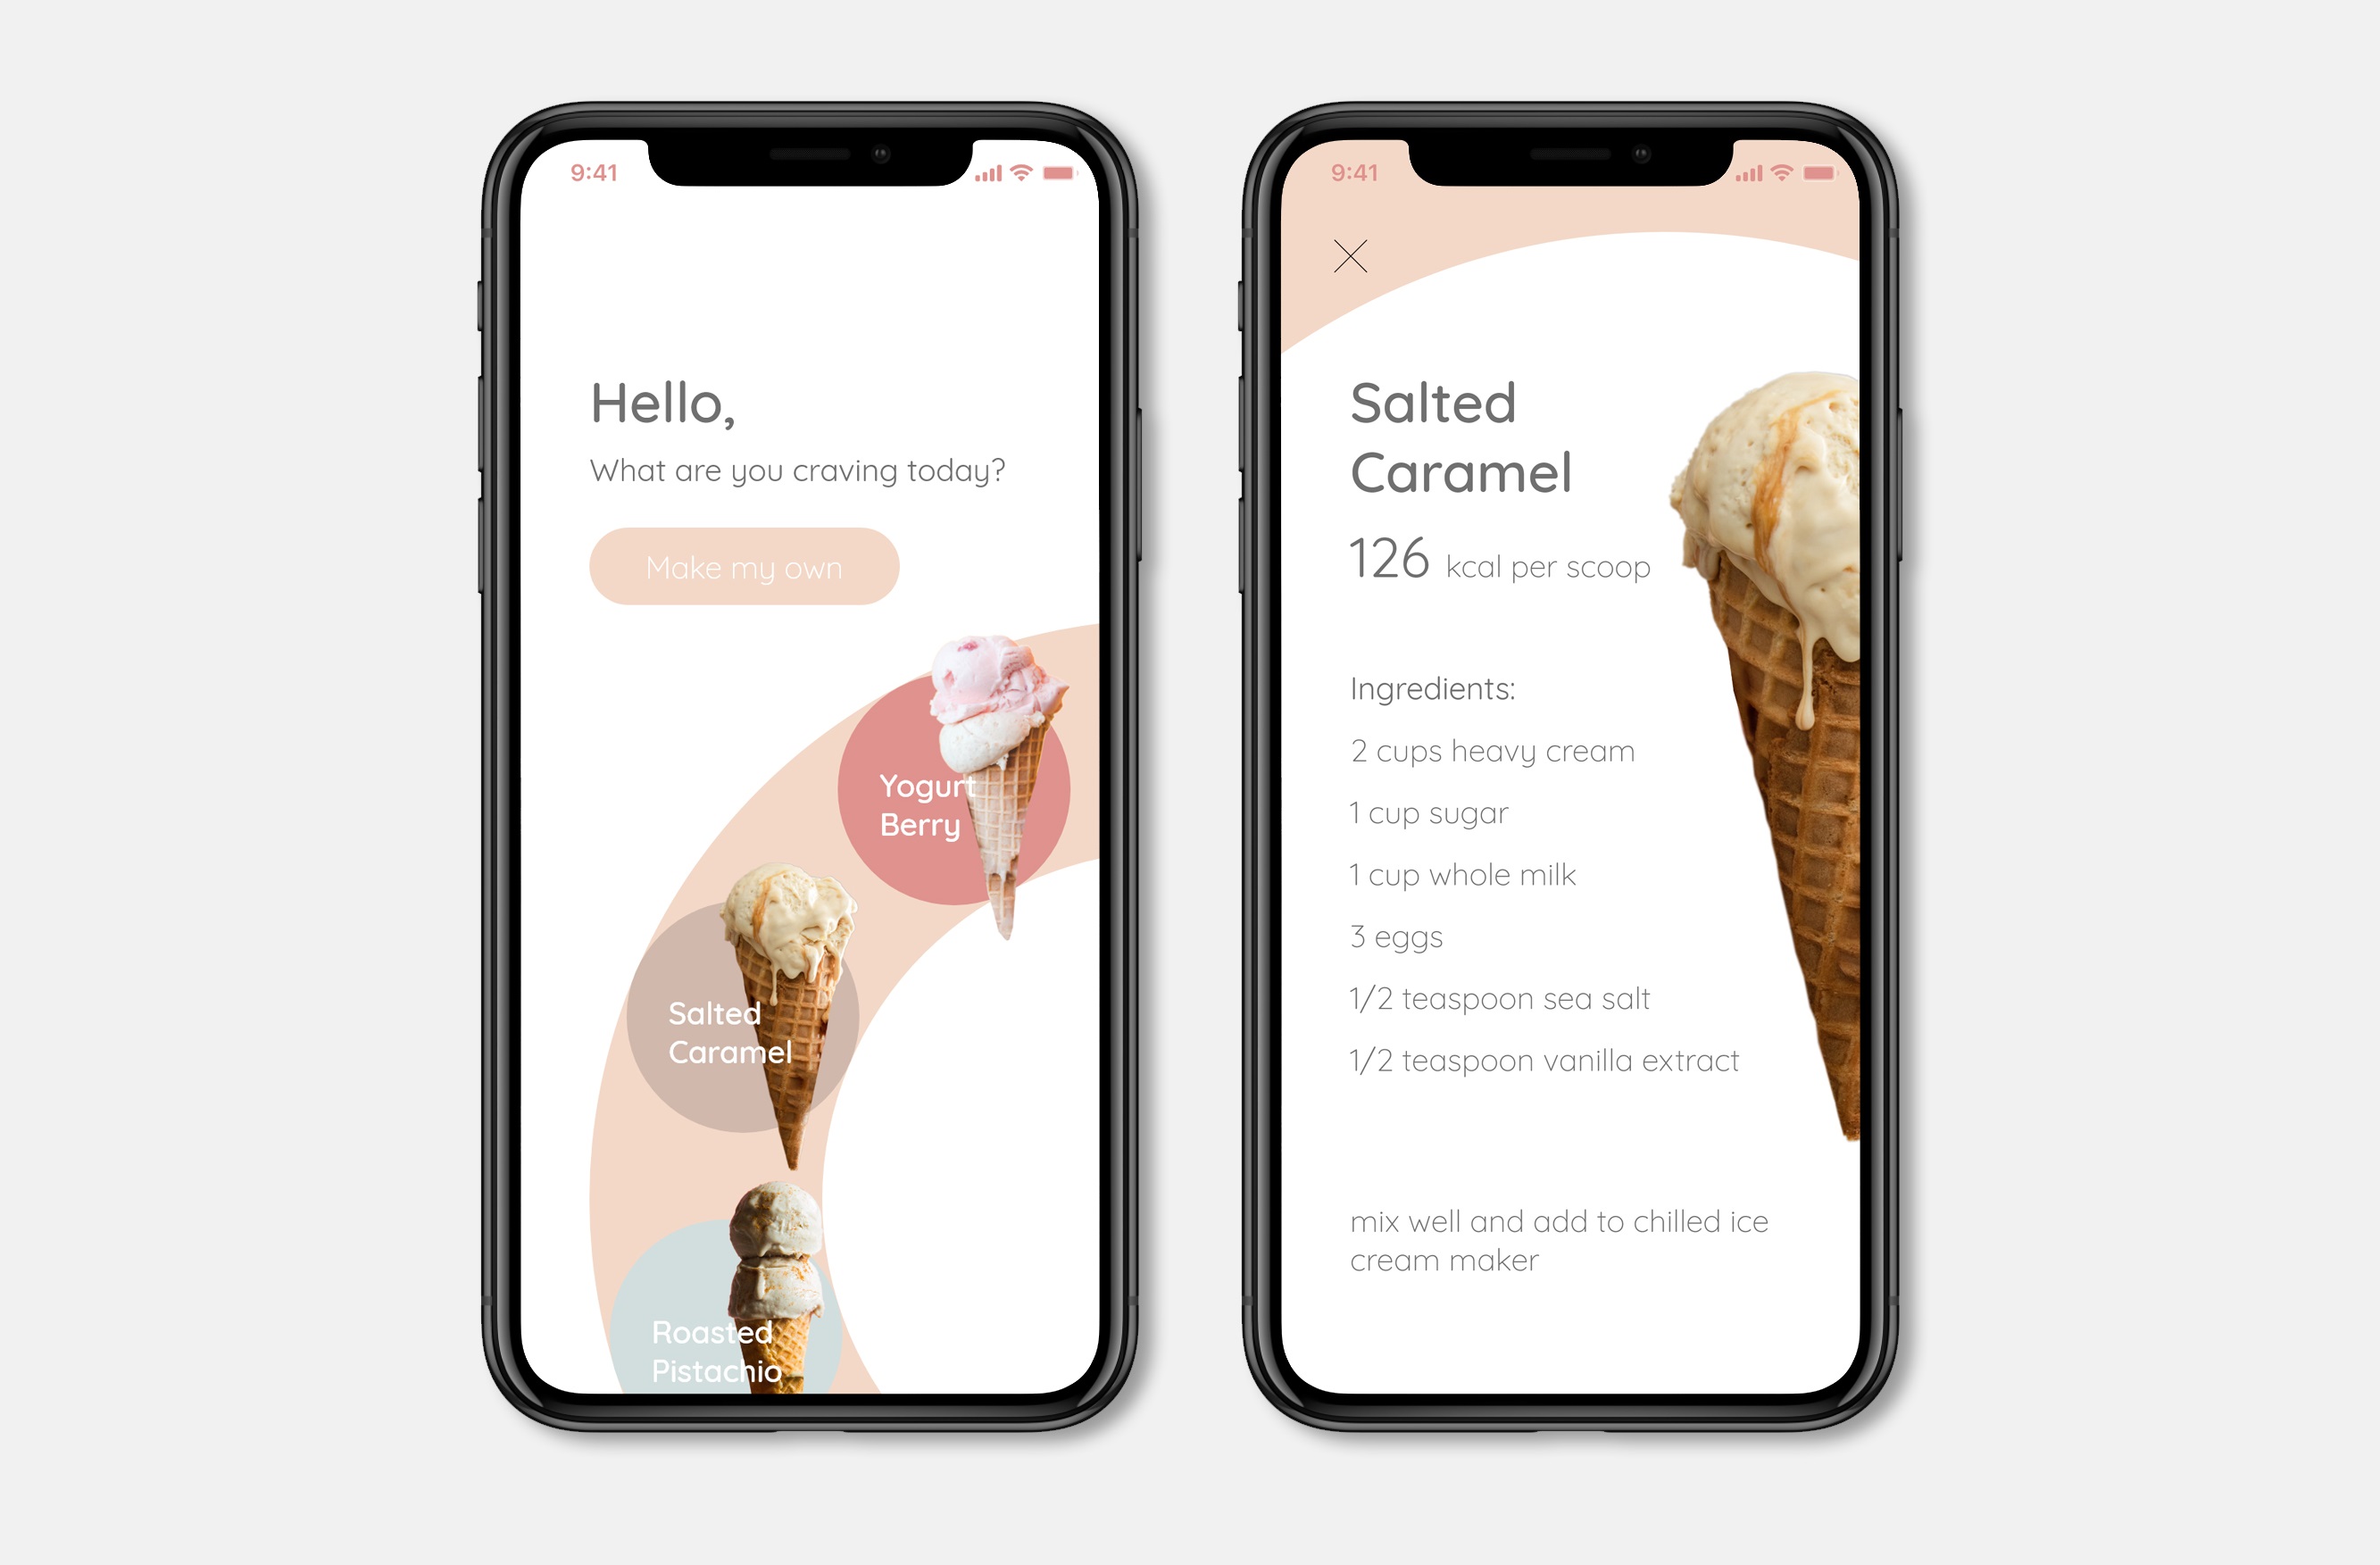 9:41
Hello,
What are you craving today?
Make my own
Yogurt
Berry
Salted
Caramel
Roasted
Pistachio
9:41
Salted
Caramel
126 kcal per scoop
Ingredients:
2 cups heavy cream
1 cup sugar
1 cup whole milk
3 eggs
1/2 teaspoon sea salt
1/2 teaspoon vanilla extract
mix well and add to chilled ice
cream maker